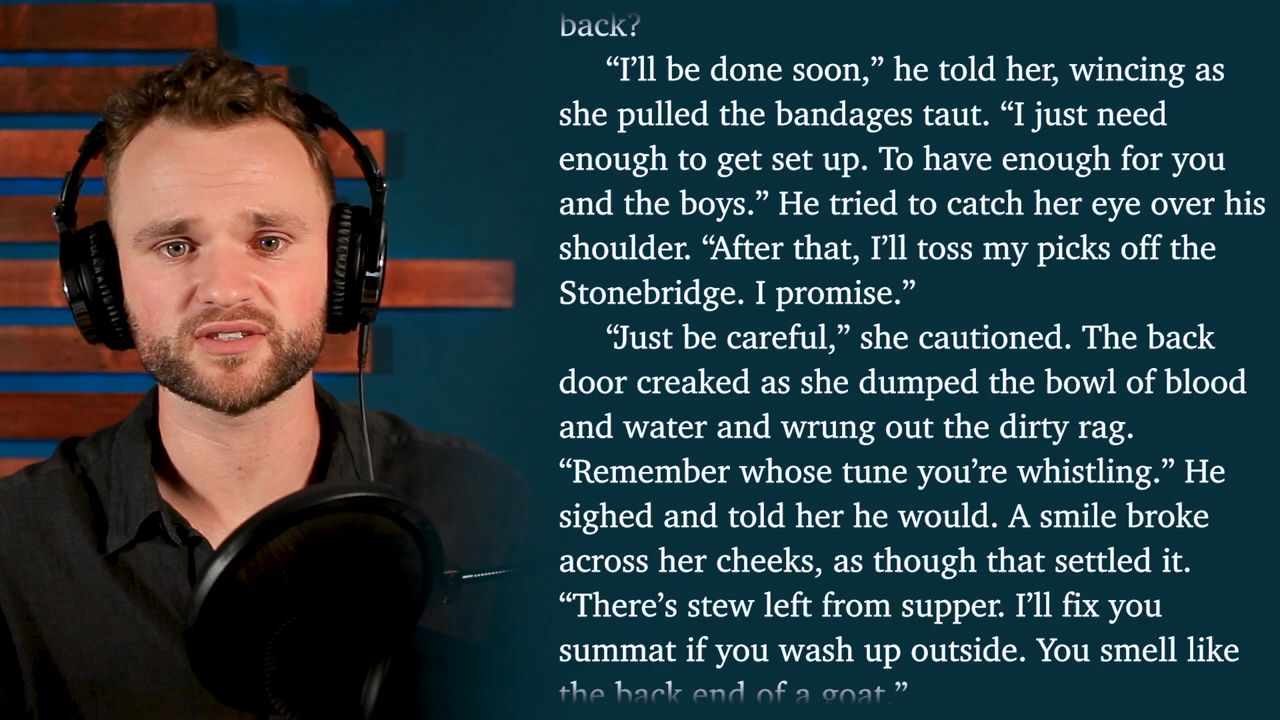 back?
“I’ll be done soon,” he told her, wincing as
she pulled the bandages taut. “I just need
enough to get set up. To have enough for you
and the boys.” He tried to catch her eye over his
shoulder. “After that, I’ll toss my picks off the
Stonebridge. I promise.”
“Just be careful,” she cautioned. The back
door creaked as she dumped the bowl of blood
and water and wrung out the dirty rag.
“Remember whose tune you’re whistling.” He
sighed and told her he would. A smile broke
across her cheeks, as though that settled it.
“There’s stew left from supper. I’ll fix you
summat if you wash up outside. You smell like
the back end of a goat.”